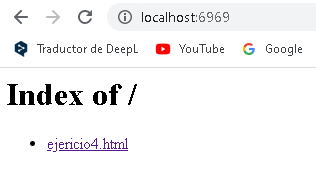 localhost:6969
Traductor de DeepL YouTube Google
Index of /
ejericio4.html